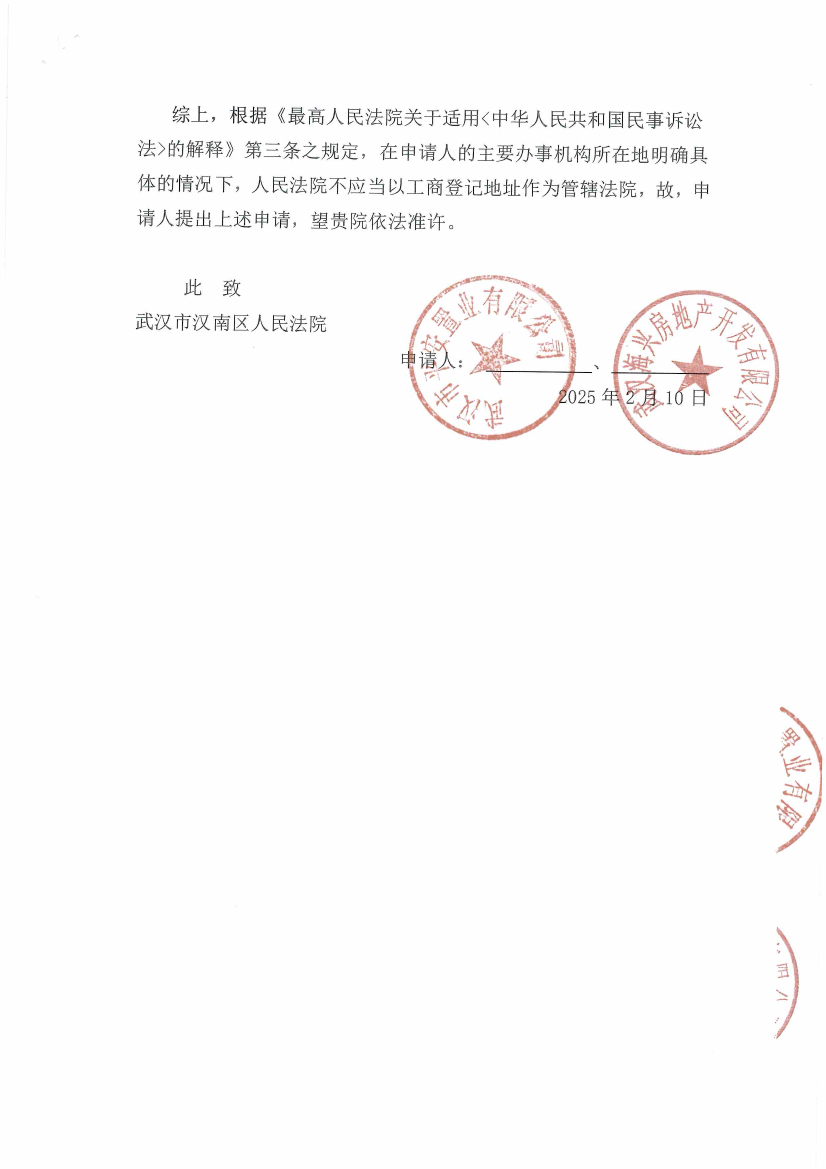 综上，根据《最高人民法院关于适用<中华人民共和国民事诉讼
法>的解释》第三条之规定，在申请人的主要办事机构所在地明确具
体的情况下，人民法院不应当以工商登记地址作为管辖法院，故，申
请人提出上述申请，望贵院依法准许。
此 致
武汉市汉南区人民法院
武汉市 安置业有限公司
武汉海兴房地产开发有限公司
申请人： 、
2025 年 2 月 10 日
置业有限